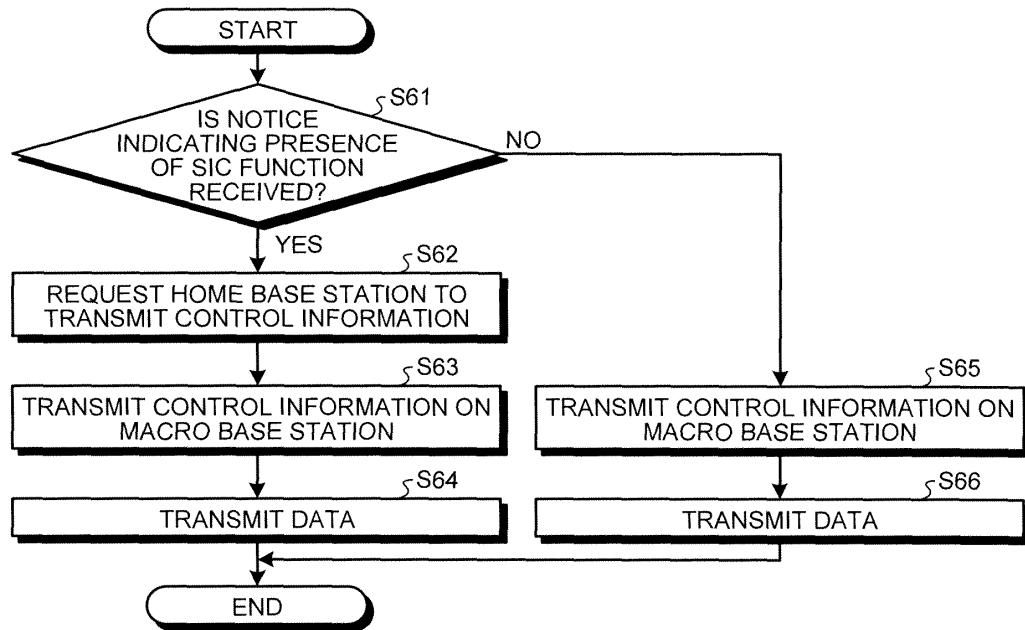 START
S61
IS NOTICE
INDICATING PRESENCE
OF SIC FUNCTION
RECEIVED?
NO
YES
S62
REQUEST HOME BASE STATION TO
TRANSMIT CONTROL INFORMATION
S63
TRANSMIT CONTROL INFORMATION ON
MACRO BASE STATION
S65
TRANSMIT CONTROL INFORMATION ON
MACRO BASE STATION
S64
TRANSMIT DATA
S66
TRANSMIT DATA
END